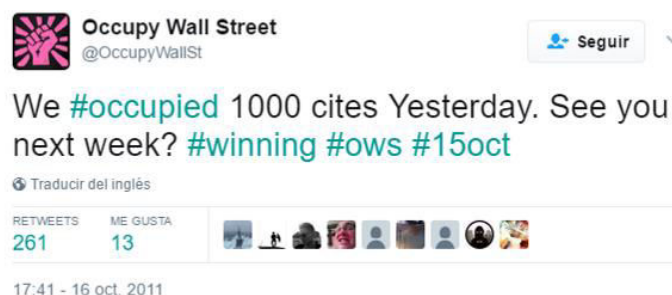 Occupy Wall Street
@OccupyWallSt
Seguir
We #occupied 1000 cites Yesterday. See you
next week? #winning #ows #15oct
Traducir del inglés
RETWEETS ME GUSTA
261 13
17:41 - 16 oct. 2011